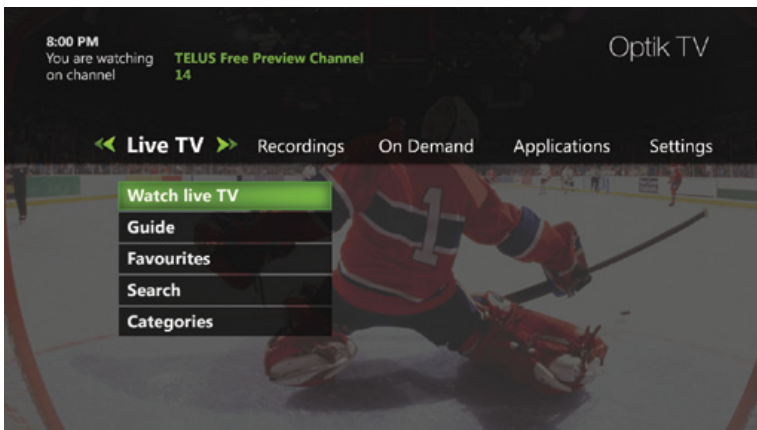 8:00 PM
You are watching TELUS Free Preview Channel
on channel 14
Optik TV
Live TV Recordings On Demand Applications Settings
Watch live TV
Guide
Favourites
Search
Categories
1